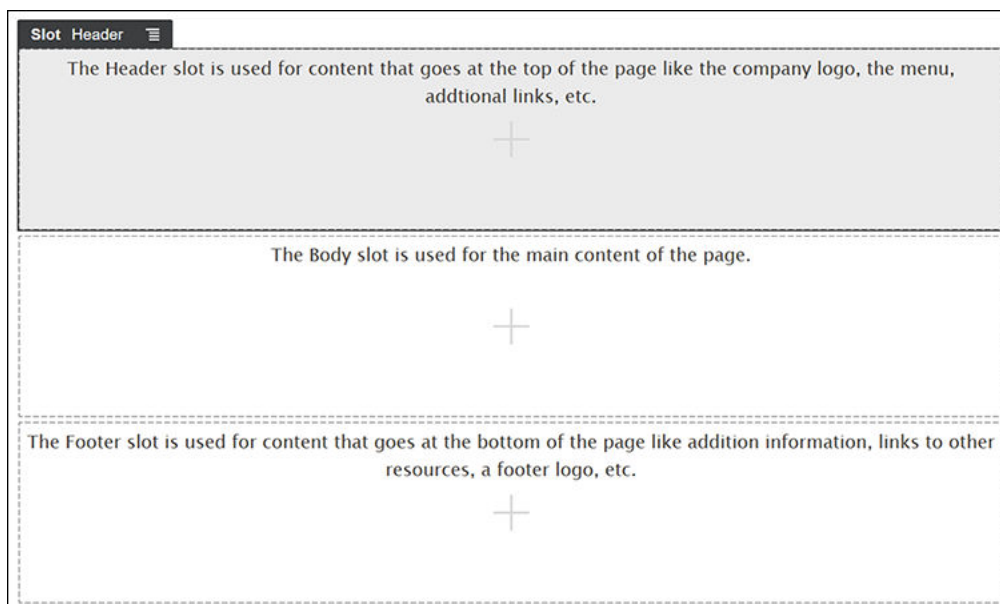 Slot Header
The Header slot is used for content that goes at the top of the page like the company logo, the menu,
addtional links, etc.
The Body slot is used for the main content of the page.
The Footer slot is used for content that goes at the bottom of the page like addition information, links to other
resources, a footer logo, etc.